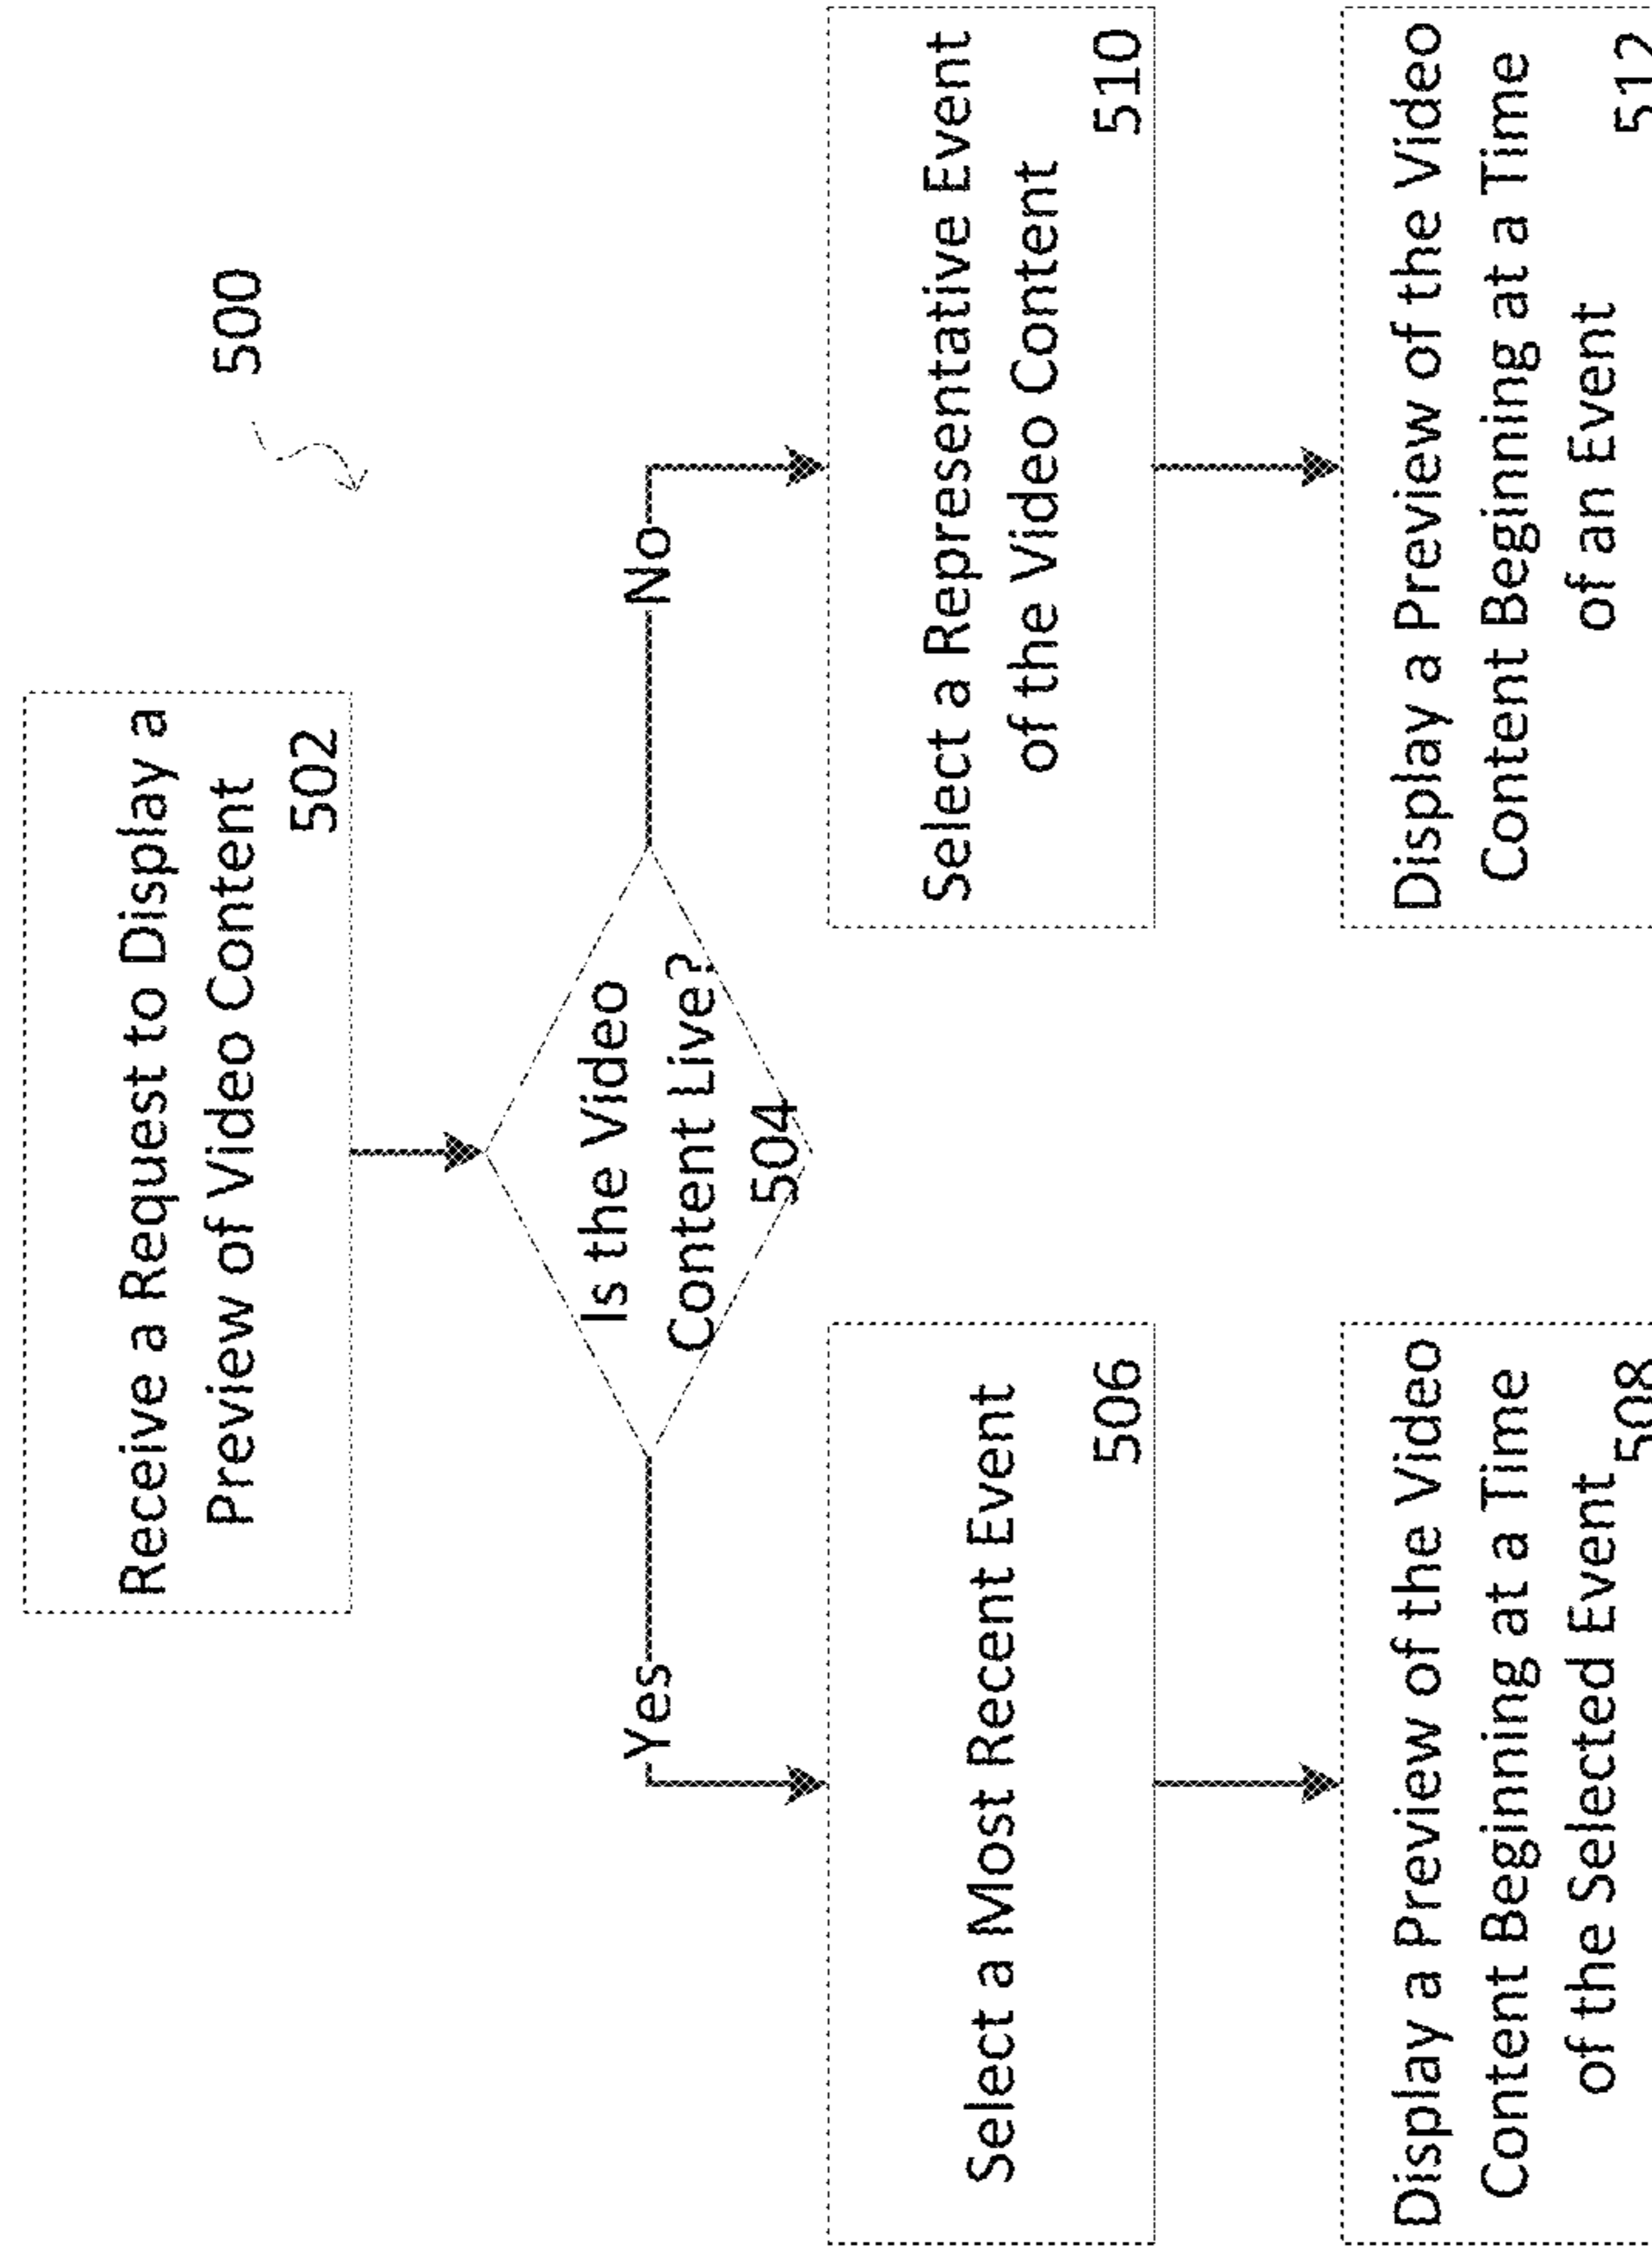 500
Receive a Request to Display a
Preview of Video Content
502
Is the Video
Content Live?
504
Yes
No
Select a Most Recent Event
506
Select a Representative Event
of the Video Content
510
Display a Preview of the Video
Content Beginning at a Time
of the Selected Event
508
Display a Preview of the Video
Content Beginning at a Time
of an Event
512